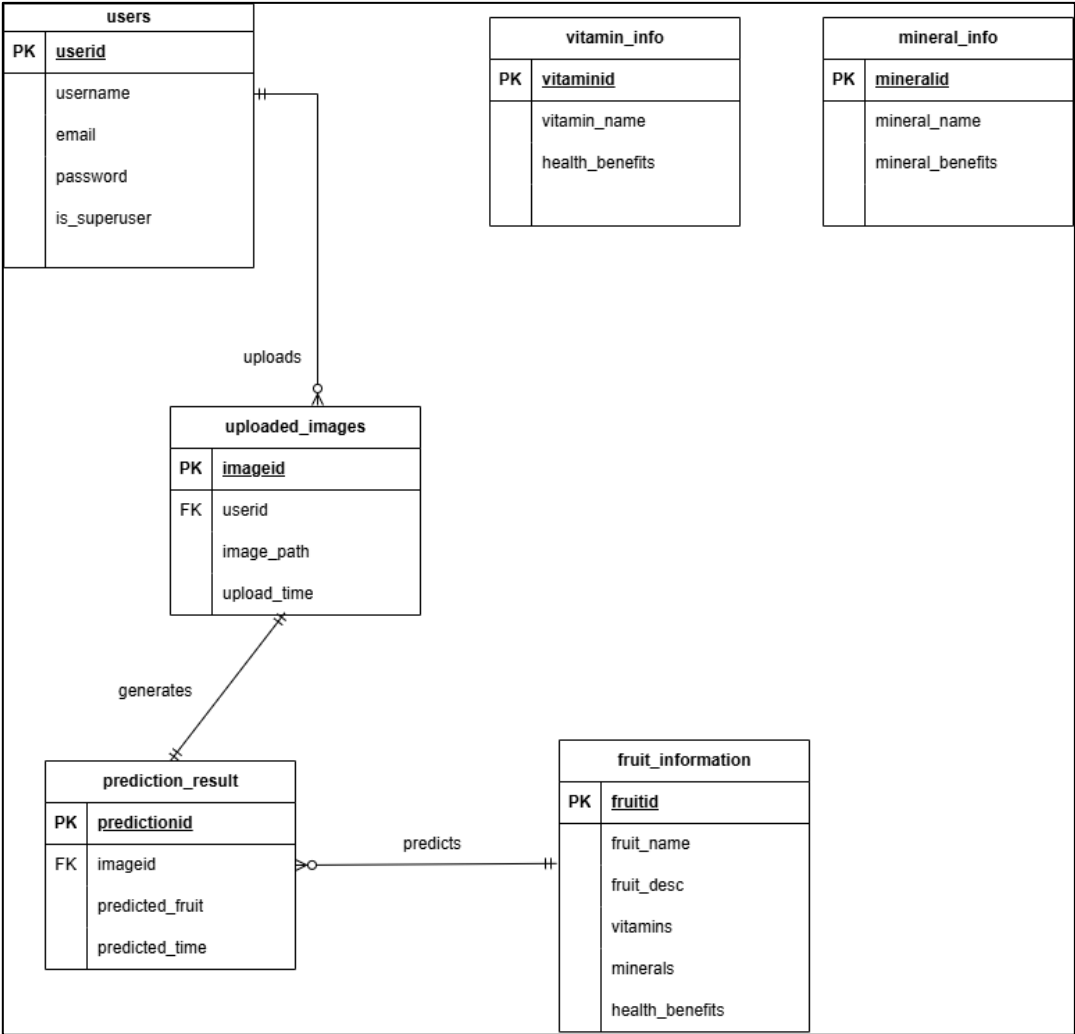 users
PK userid
username
email
password
is_superuser
vitamin_info
PK vitaminid
vitamin_name
health_benefits
mineral_info
PK mineralid
mineral_name
mineral_benefits
uploads
uploaded_images
PK imageid
FK userid
image_path
upload_time
generates
prediction_result
PK predictionid
FK imageid
predicted_fruit
predicted_time
predicts
fruit_information
PK fruitid
fruit_name
fruit_desc
vitamins
minerals
health_benefits